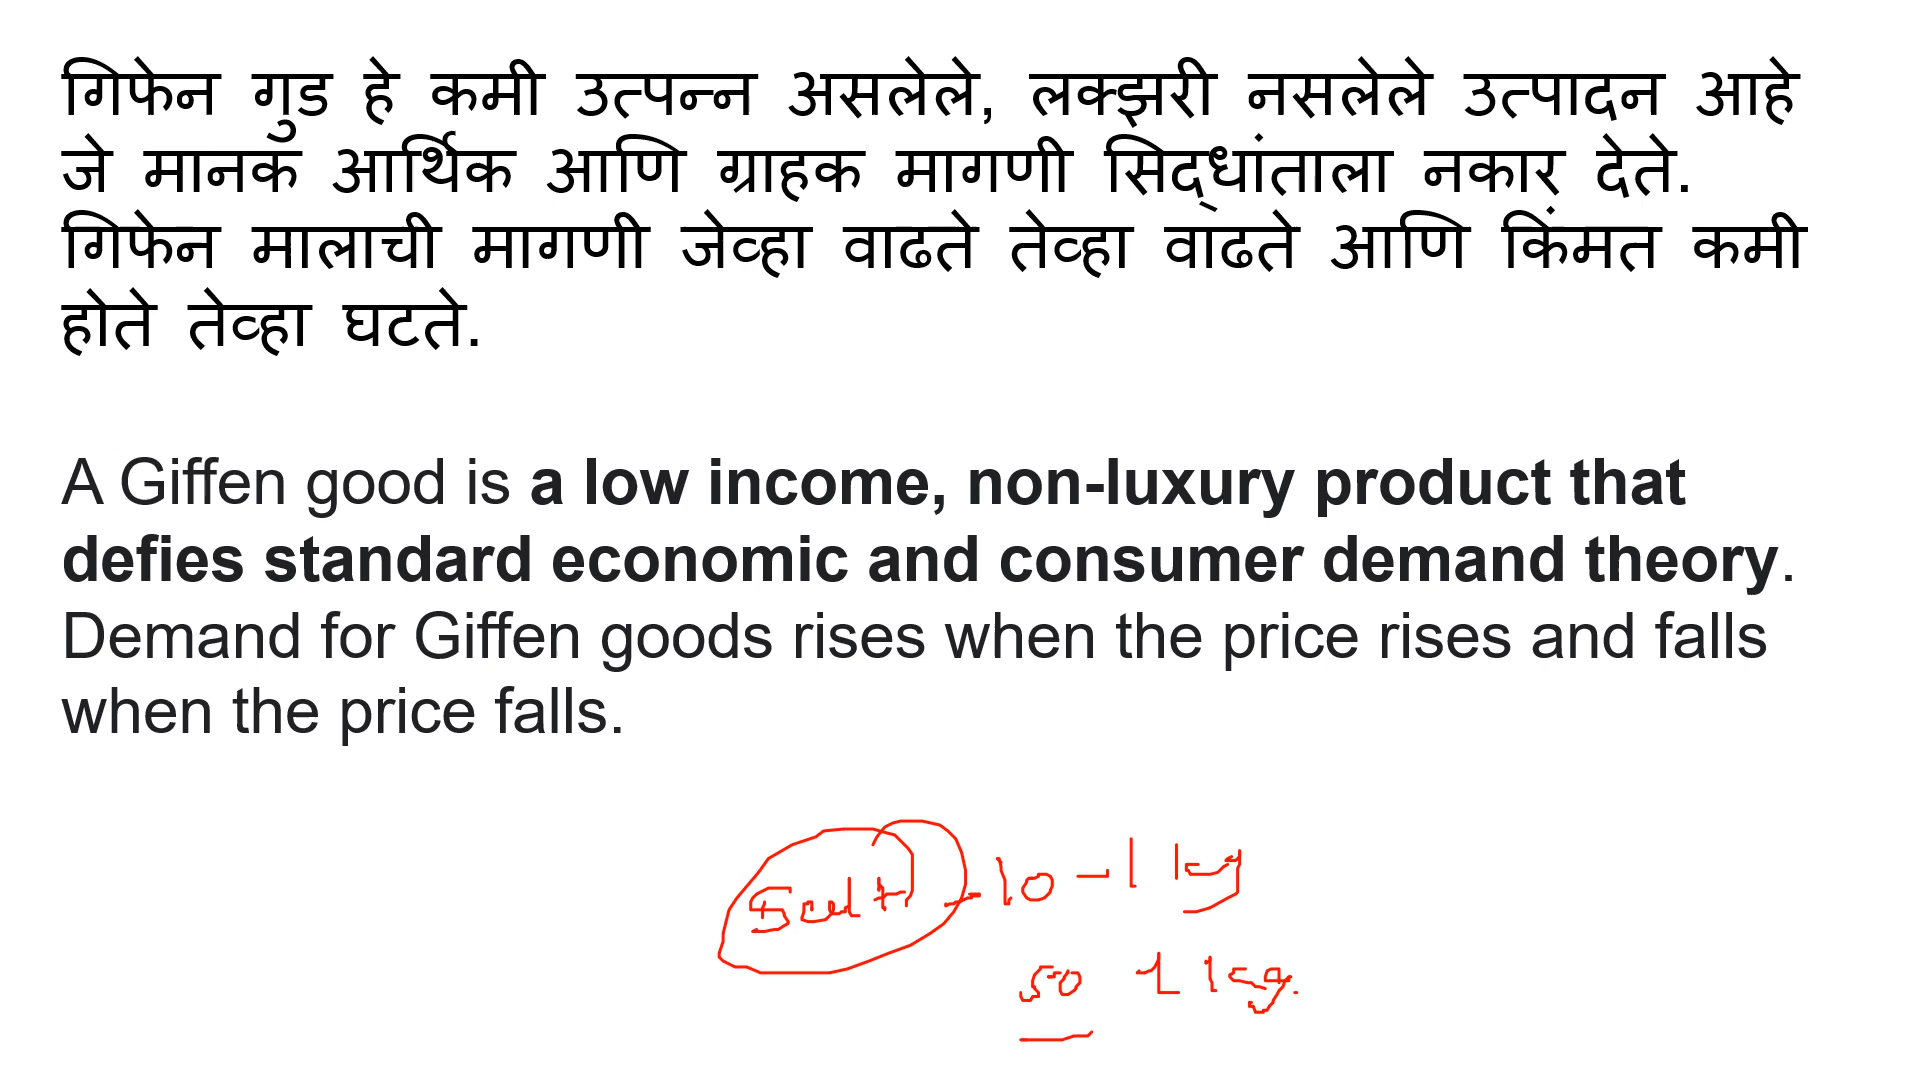 गिफेन गुड हे कमी उत्पन्न असलेले, लक्झरी नसलेले उत्पादन आहे
जे मानक आर्थिक आणि ग्राहक मागणी सिद्धांताला नकार देते.
गिफेन मालाची मागणी जेव्हा वाढते तेव्हा वाढते आणि किंमत कमी
होते तेव्हा घटते.
A Giffen good is a low income, non-luxury product that
defies standard economic and consumer demand theory.
Demand for Giffen goods rises when the price rises and falls
when the price falls.
Salt - 10 - 1 kg
50 1 kg.